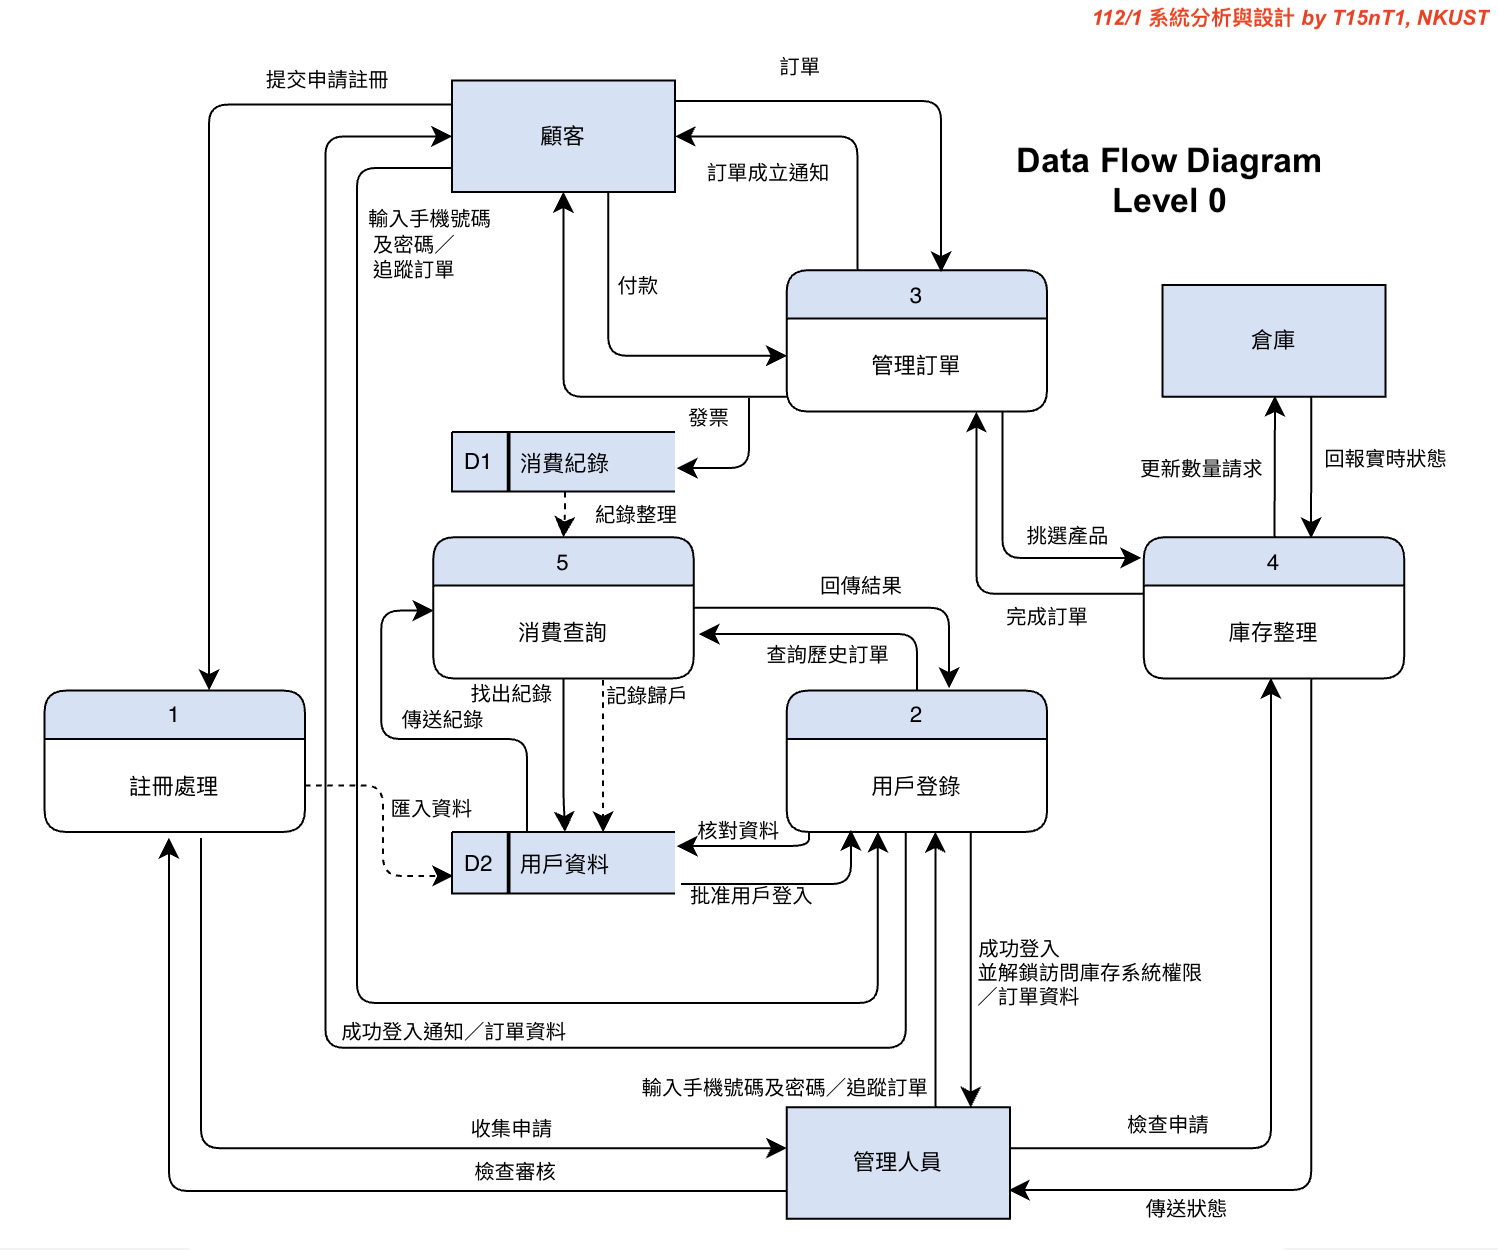 112/1 系統分析與設計 by T15nT1, NKUST
提交申請註冊
訂單
顧客
Data Flow Diagram
Level 0
訂單成立通知
輸入手機號碼
及密碼／
追蹤訂單
付款
3
管理訂單
倉庫
發票
D1
消費紀錄
更新數量請求
回報實時狀態
紀錄整理
挑選產品
5
消費查詢
回傳結果
4
庫存整理
完成訂單
查詢歷史訂單
找出紀錄
記錄歸戶
傳送紀錄
1
註冊處理
2
用戶登錄
匯入資料
核對資料
D2
用戶資料
批准用戶登入
成功登入
並解鎖訪問庫存系統權限
／訂單資料
成功登入通知／訂單資料
輸入手機號碼及密碼／追蹤訂單
收集申請
檢查審核
管理人員
檢查申請
傳送狀態